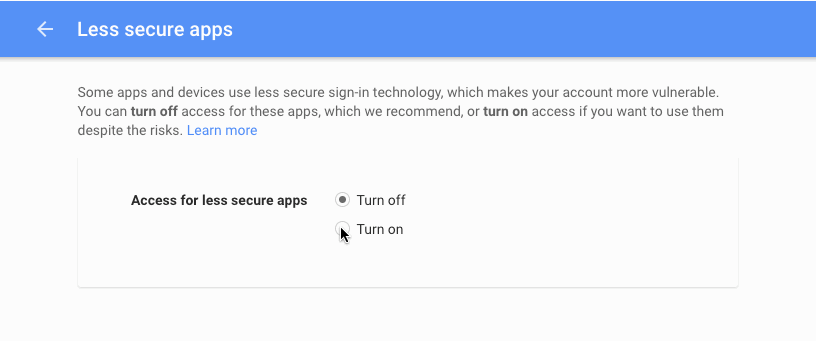 Less secure apps
Some apps and devices use less secure sign-in technology, which makes your account more vulnerable.
You can turn off access for these apps, which we recommend, or turn on access if you want to use them
despite the risks. Learn more
Access for less secure apps
Turn off
Turn on